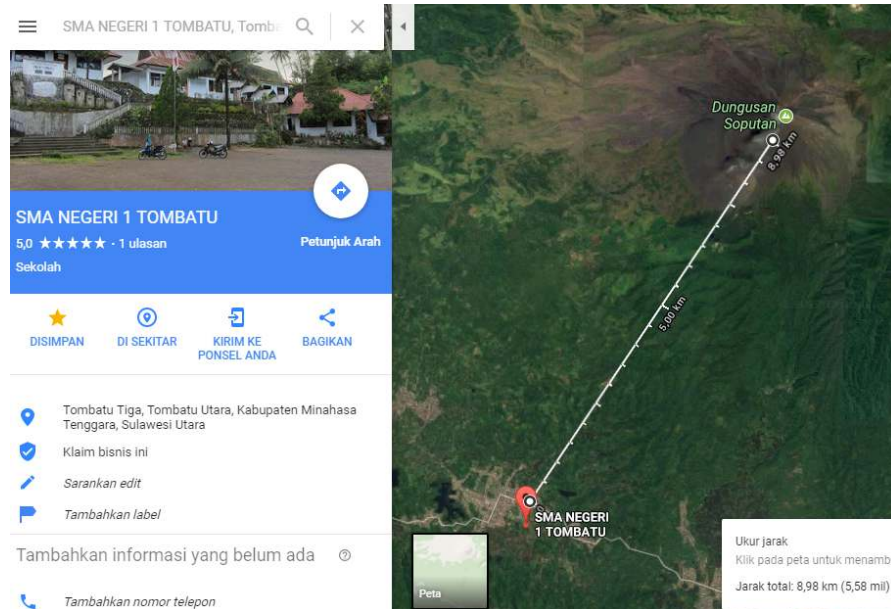 SMA NEGERI 1 TOMBATU, Tomb
SMA NEGERI 1 TOMBATU
5,0 ★★★★★ · 1 ulasan
Petunjuk Arah
Sekolah
DISIMPAN
DI SEKITAR
KIRIM KE
PONSEL ANDA
BAGIKAN
Tombatu Tiga, Tombatu Utara, Kabupaten Minahasa
Tenggara, Sulawesi Utara
Klaim bisnis ini
Sarankan edit
Tambahkan label
Tambahkan informasi yang belum ada
Tambahkan nomor telepon
Dungusan
Soputan
8,98 km
5,00 km
SMA NEGERI
1 TOMBATU
Peta
Ukur jarak
Klik pada peta untuk menamb
Jarak total: 8,98 km (5,58 mil)